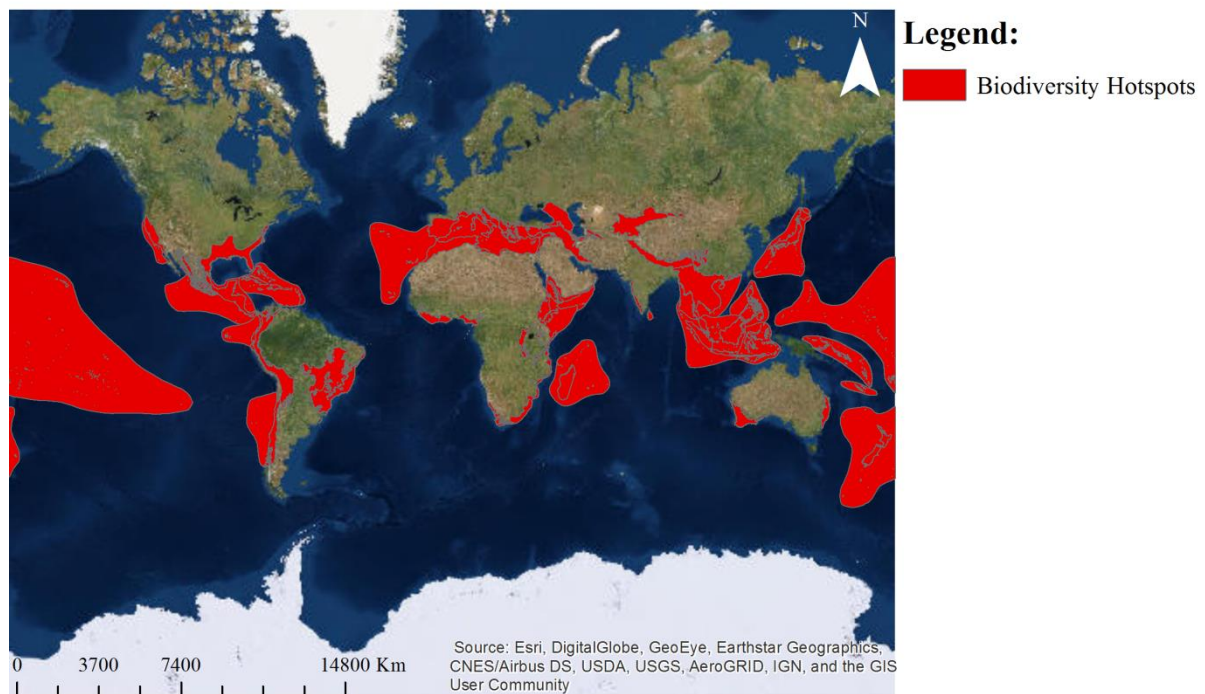 N
Legend:
Biodiversity Hotspots
0 3700 7400 14800 Km
Source: Esri, DigitalGlobe, GeoEye, Earthstar Geographics,
CNES/Airbus DS, USDA, USGS, AeroGRID, IGN, and the GIS
User Community